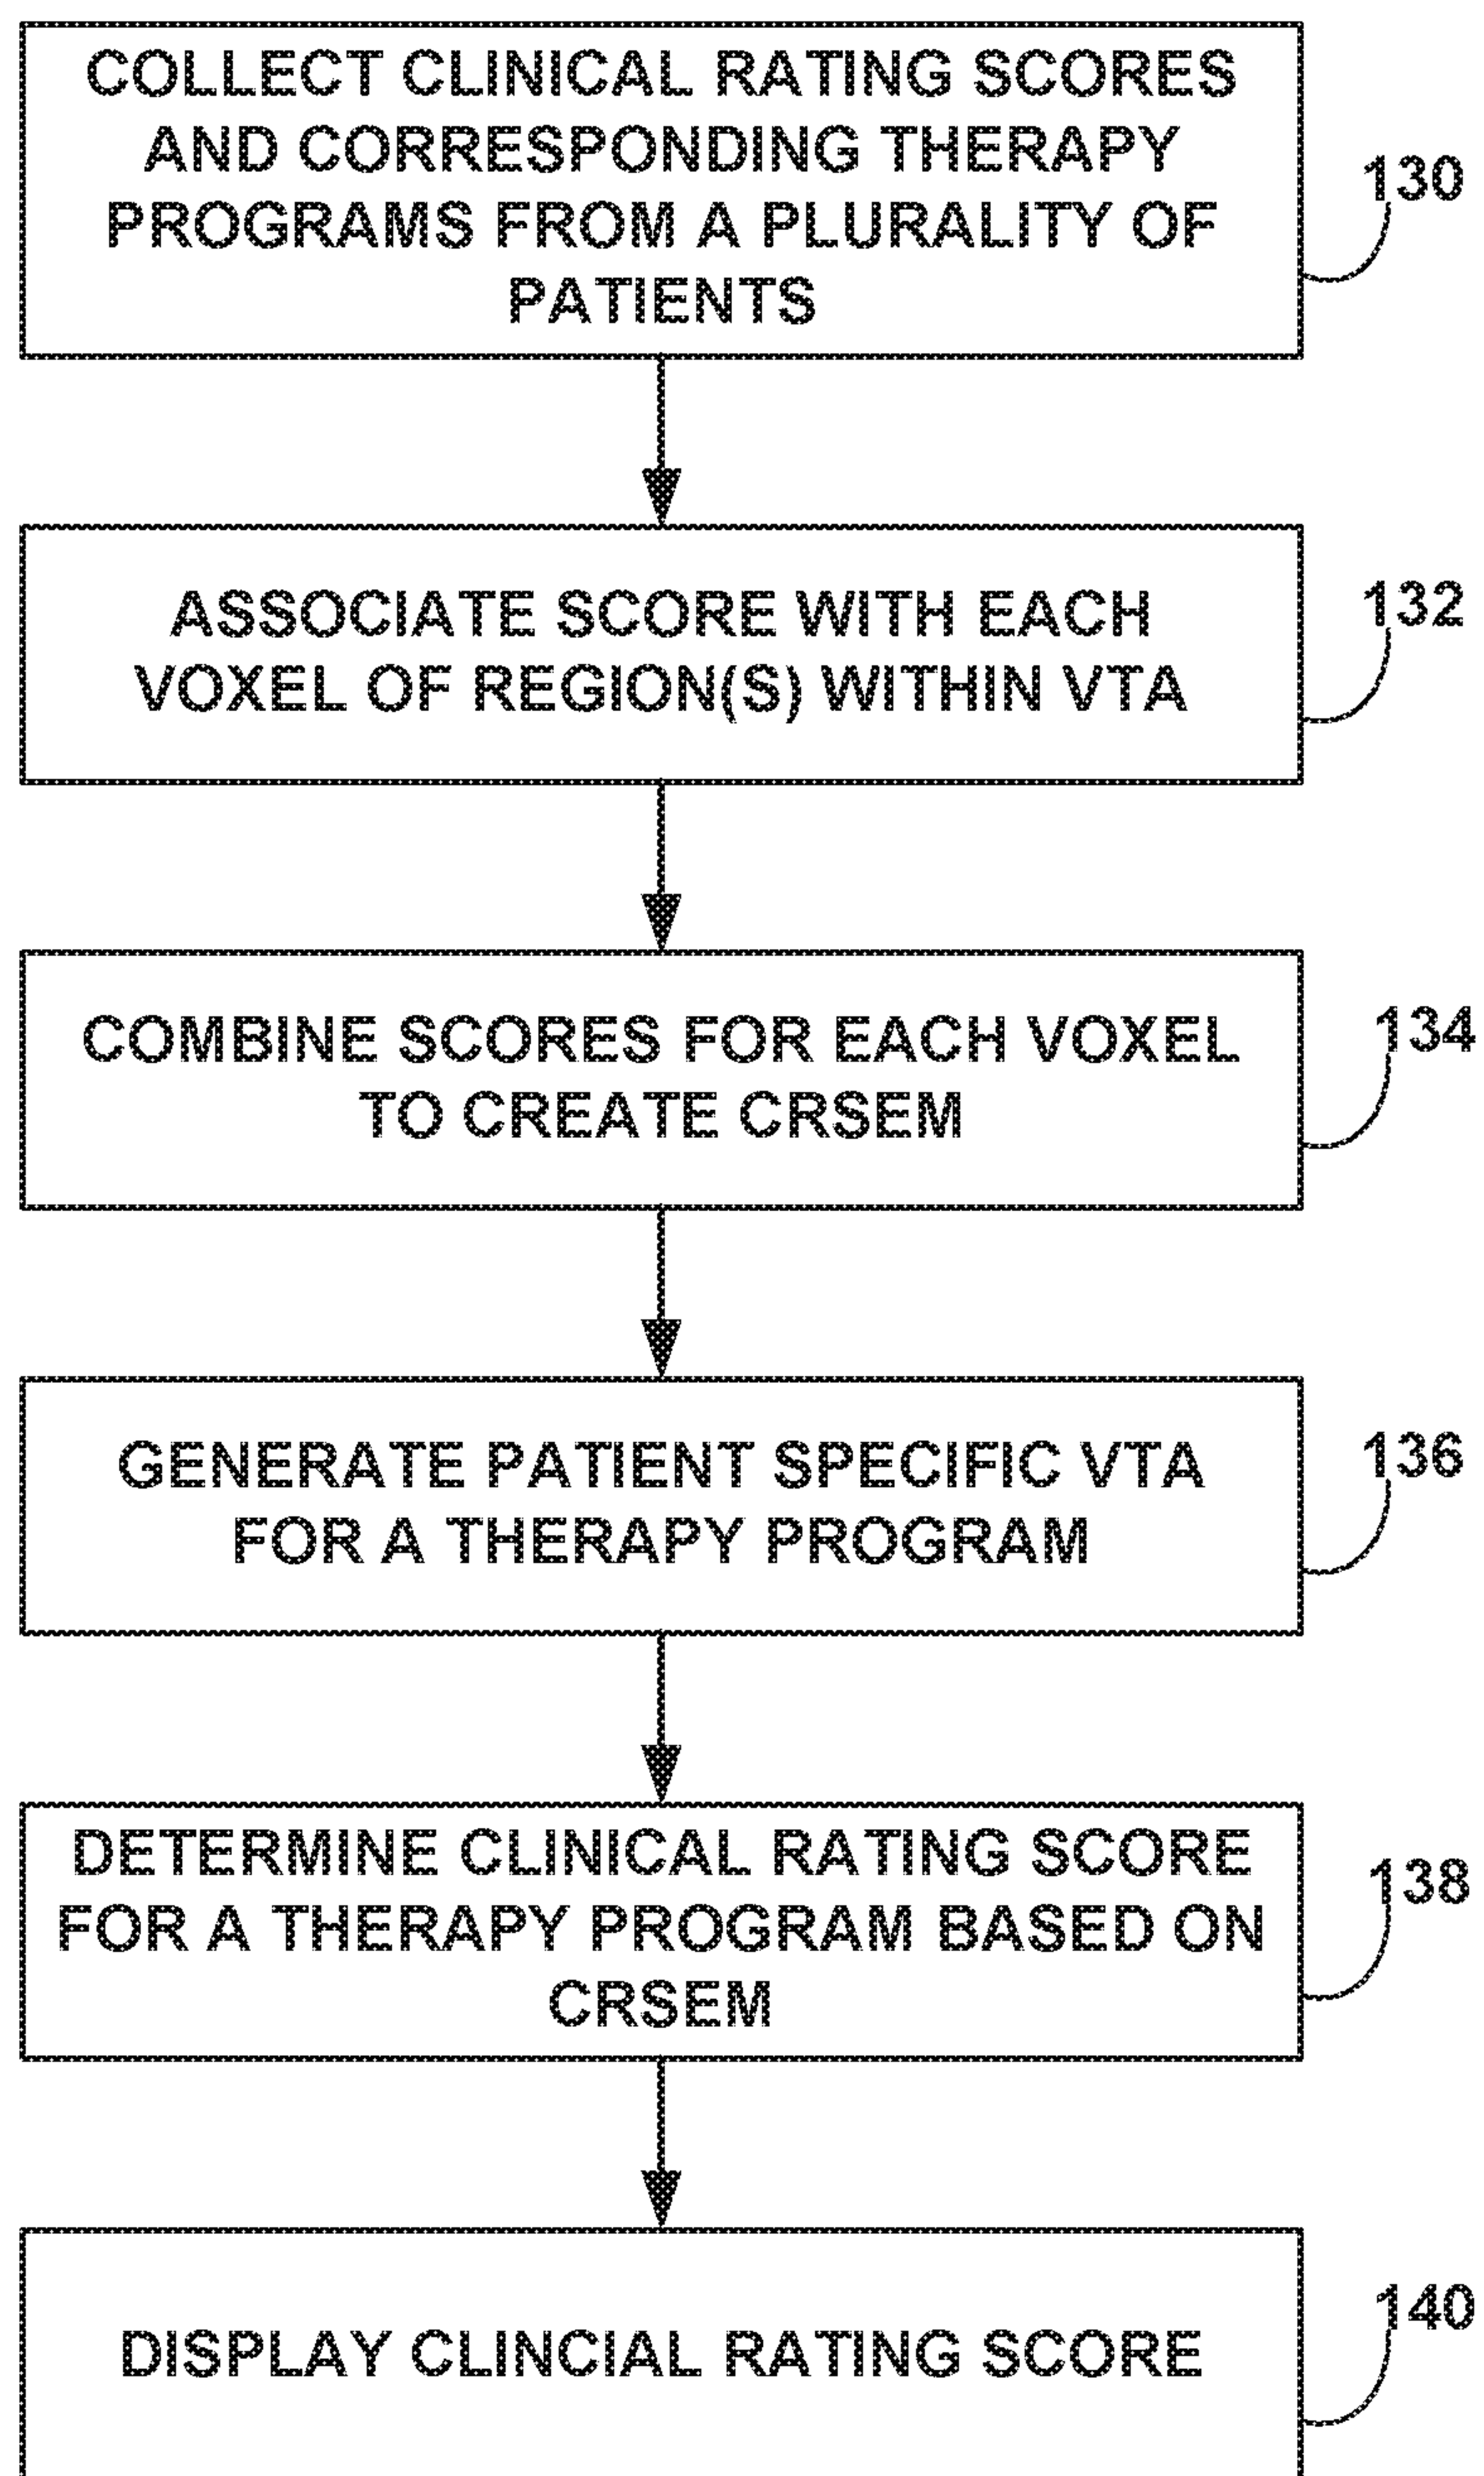 COLLECT CLINICAL RATING SCORES
AND CORRESPONDING THERAPY
PROGRAMS FROM A PLURALITY OF
PATIENTS
130
ASSOCIATE SCORE WITH EACH
VOXEL OF REGION(S) WITHIN VTA
132
COMBINE SCORES FOR EACH VOXEL
TO CREATE CRSEM
134
GENERATE PATIENT SPECIFIC VTA
FOR A THERAPY PROGRAM
136
DETERMINE CLINICAL RATING SCORE
FOR A THERAPY PROGRAM BASED ON
CRSEM
138
DISPLAY CLINCIAL RATING SCORE
140